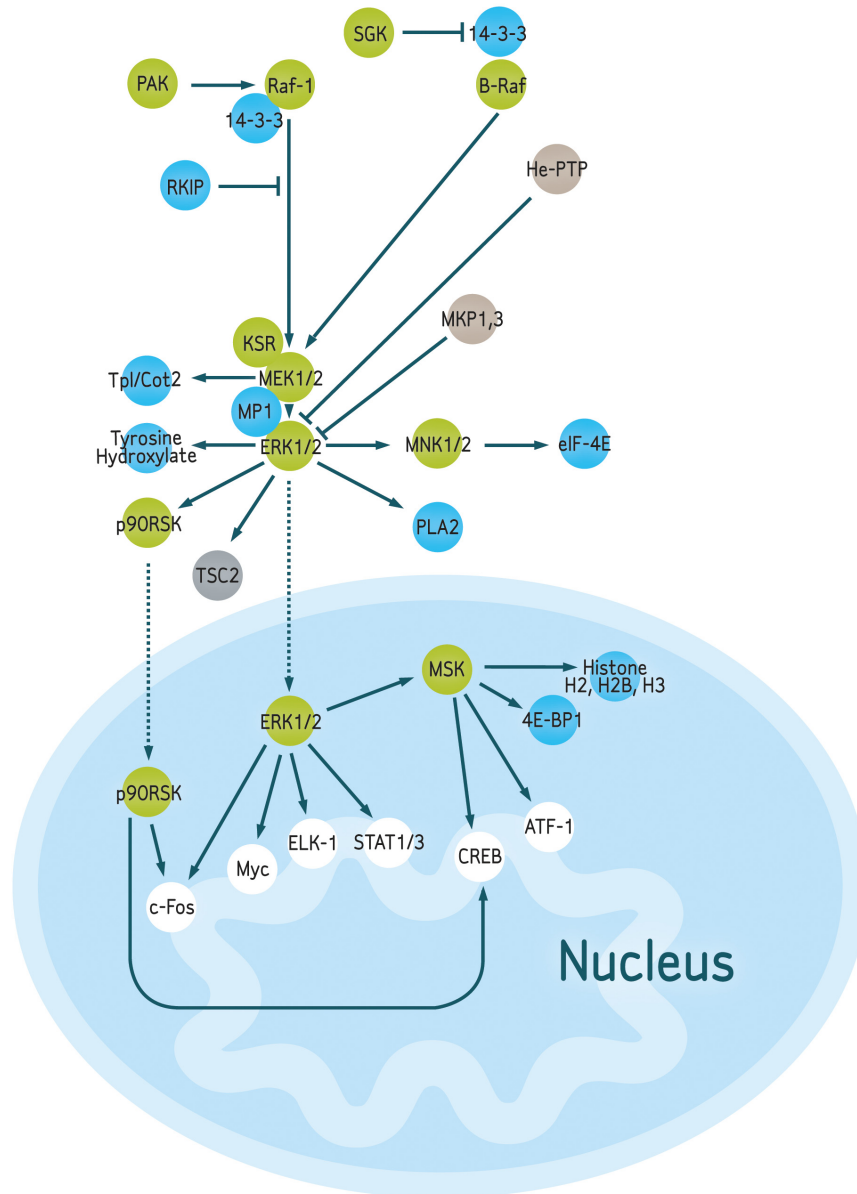 SGK
14-3-3
PAK
Raf-1
B-Raf
14-3-3
He-PTP
RKIP
MKP1,3
KSR
Tpl/Cot2
MEK1/2
MP1
Tyrosine
Hydroxylate
ERK1/2
MNK1/2
eIF-4E
p90RSK
PLA2
TSC2
MSK
Histone
H2, H2B, H3
ERK1/2
4E-BP1
p90RSK
ATF-1
ELK-1
STAT1/3
CREB
Myc
c-Fos
Nucleus